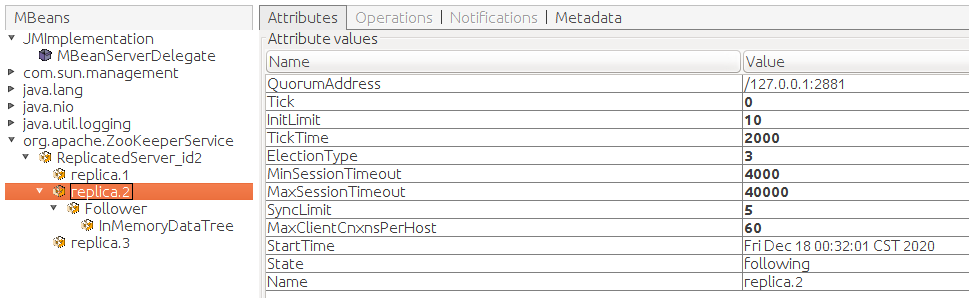 MBeans
JMImplementation
MBeanServerDelegate
com.sun.management
java.lang
java.nio
java.util.logging
org.apache.ZooKeeperService
ReplicatedServer_id2
replica.1
replica.2
Follower
InMemoryDataTree
replica.3
Attributes Operations Notifications Metadata
Attribute values
Name Value
QuorumAddress /127.0.0.1:2881
Tick 0
InitLimit 10
TickTime 2000
ElectionType 3
MinSessionTimeout 4000
MaxSessionTimeout 40000
SyncLimit 5
MaxClientCnxnsPerHost 60
StartTime Fri Dec 18 00:32:01 CST 2020
State following
Name replica.2